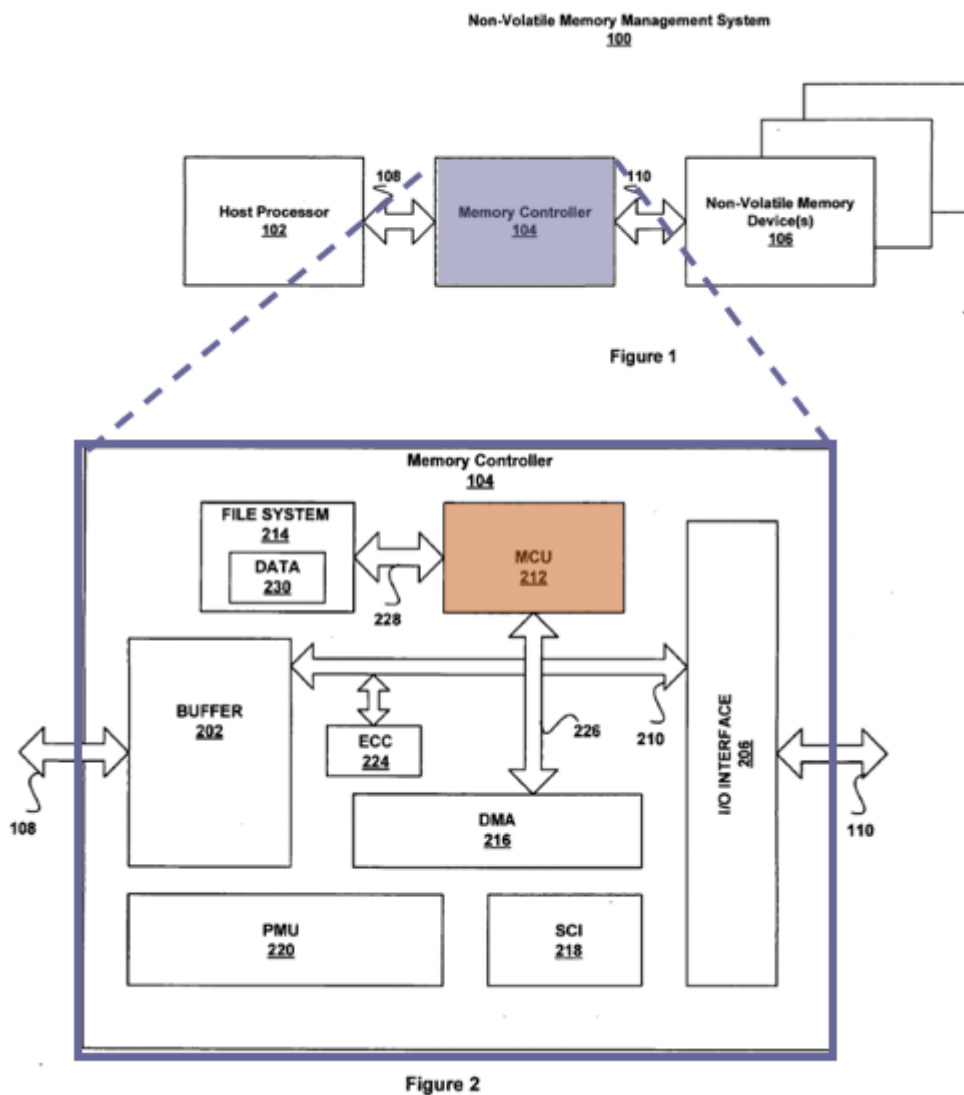 Non-Volatile Memory Management System
100
108
110
Host Processor
102
Memory Controller
104
Non-Volatile Memory
Device(s)
106
Figure 1
Memory Controller
104
FILE SYSTEM
214
DATA
230
MCU
212
228
BUFFER
202
ECC
224
226
210
I/O INTERFACE
206
108
110
DMA
216
PMU
220
SCI
218
Figure 2